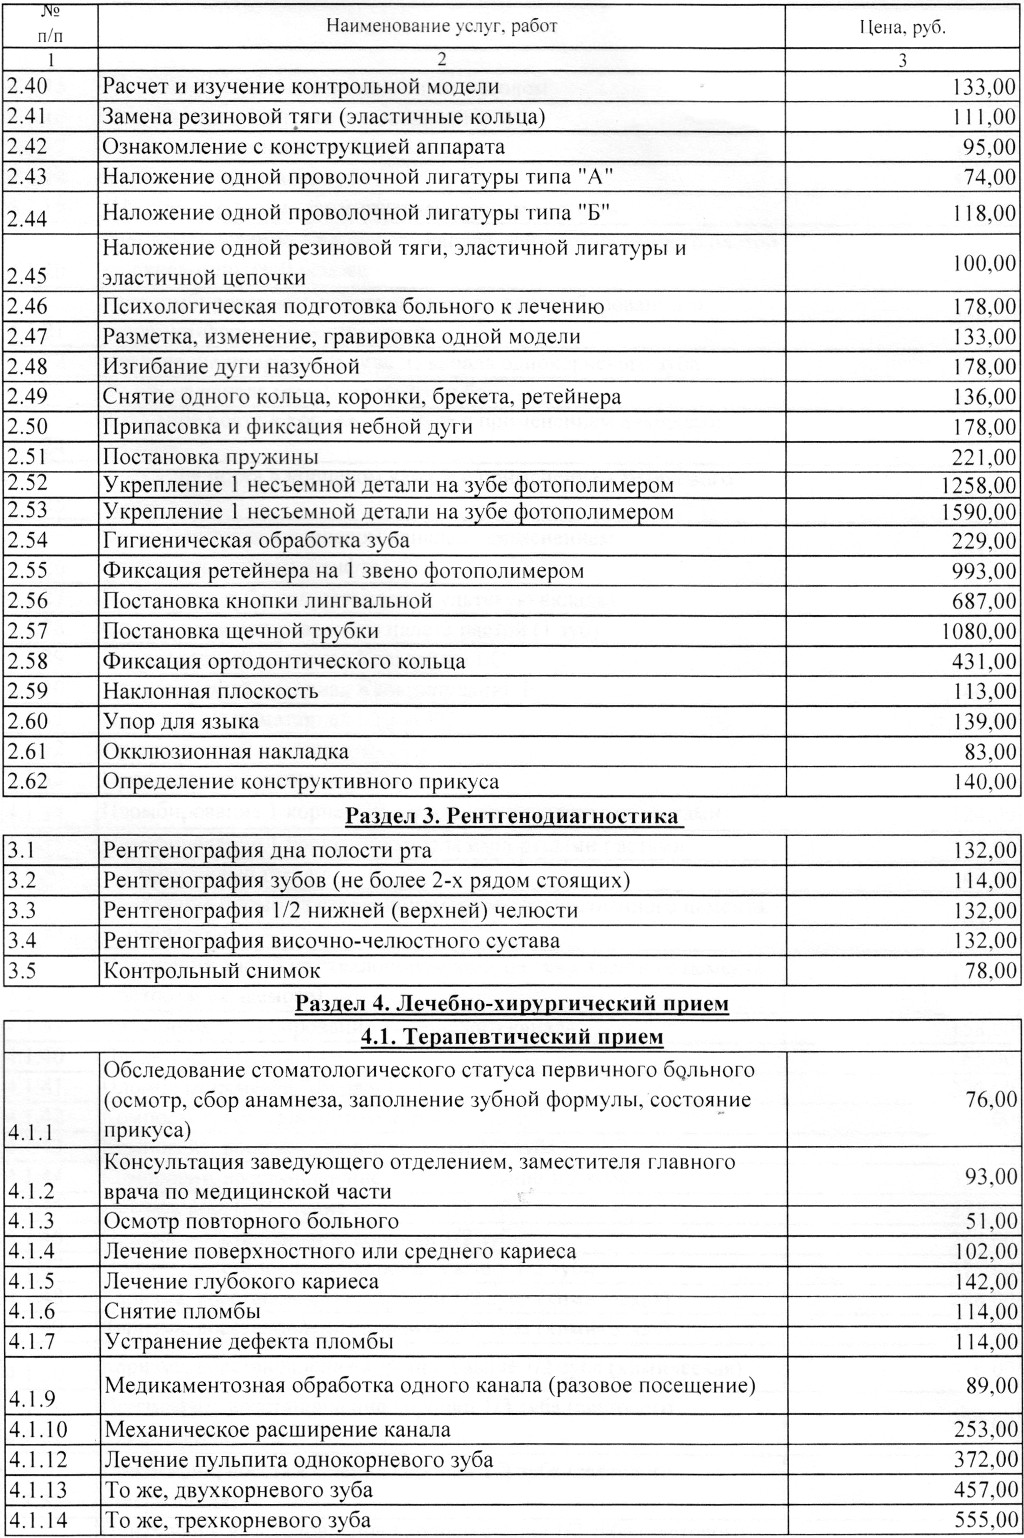 № п/п Наименование услуг, работ Цена, руб.
1 2 3
2.40 Расчет и изучение контрольной модели 133,00
2.41 Замена резиновой тяги (эластичные кольца) 111,00
2.42 Ознакомление с конструкцией аппарата 95,00
2.43 Наложение одной проволочной лигатуры типа "А" 74,00
2.44 Наложение одной проволочной лигатуры типа "Б" 118,00
2.45 Наложение одной резиновой тяги, эластичной лигатуры и
эластичной цепочки 100,00
2.46 Психологическая подготовка больного к лечению 178,00
2.47 Разметка, изменение, гравировка одной модели 133,00
2.48 Изгибание дуги назубной 178,00
2.49 Снятие одного кольца, коронки, брекета, ретейнера 136,00
2.50 Припасовка и фиксация небной дуги 178,00
2.51 Постановка пружины 221,00
2.52 Укрепление 1 несъемной детали на зубе фотополимером 1258,00
2.53 Укрепление 1 несъемной детали на зубе фотополимером 1590,00
2.54 Гигиеническая обработка зуба 229,00
2.55 Фиксация ретейнера на 1 звено фотополимером 993,00
2.56 Постановка кнопки лингвальной 687,00
2.57 Постановка щечной трубки 1080,00
2.58 Фиксация ортодонтического кольца 431,00
2.59 Наклонная плоскость 113,00
2.60 Упор для языка 139,00
2.61 Окклюзионная накладка 83,00
2.62 Определение конструктивного прикуса 140,00
Раздел 3. Рентгенодиагностика
3.1 Рентгенография дна полости рта 132,00
3.2 Рентгенография зубов (не более 2-х рядом стоящих) 114,00
3.3 Рентгенография 1/2 нижней (верхней) челюсти 132,00
3.4 Рентгенография височно-челюстного сустава 132,00
3.5 Контрольный снимок 78,00
Раздел 4. Лечебно-хирургический прием
4.1. Терапевтический прием
4.1.1 Обследование стоматологического статуса первичного больного
(осмотр, сбор анамнеза, заполнение зубной формулы, состояние
прикуса) 76,00
4.1.2 Консультация заведующего отделением, заместителя главного
врача по медицинской части 93,00
4.1.3 Осмотр повторного больного 51,00
4.1.4 Лечение поверхностного или среднего кариеса 102,00
4.1.5 Лечение глубокого кариеса 142,00
4.1.6 Снятие пломбы 114,00
4.1.7 Устранение дефекта пломбы 114,00
4.1.9 Медикаментозная обработка одного канала (разовое посещение) 89,00
4.1.10 Механическое расширение канала 253,00
4.1.12 Лечение пульпита однокорневого зуба 372,00
4.1.13 То же, двухкорневого зуба 457,00
4.1.14 То же, трехкорневого зуба 555,00